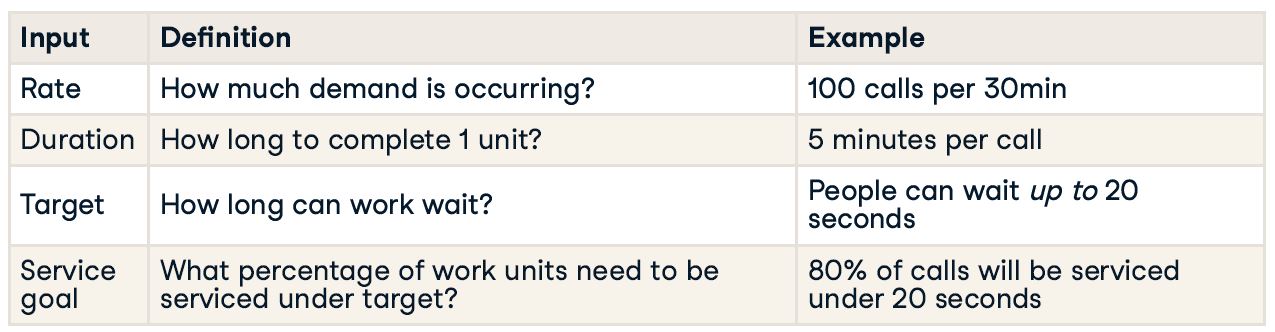 Input Definition Example
Rate How much demand is occurring? 100 calls per 30min
Duration How long to complete 1 unit? 5 minutes per call
Target How long can work wait? People can wait up to 20
seconds
Service goal What percentage of work units need to be
serviced under target? 80% of calls will be serviced
under 20 seconds